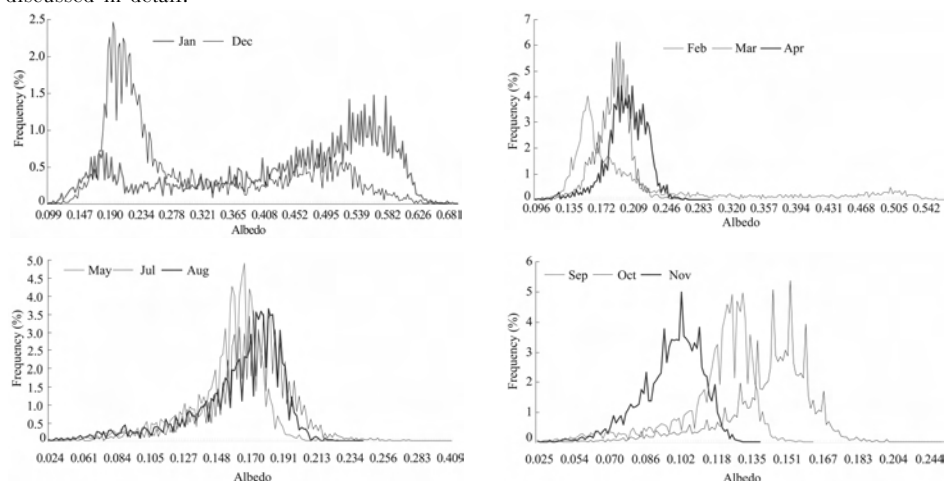 discussed in detail.
2.5
2.0
1.5
1.0
0.5
0
Frequency (%)
Jan Dec
0.099 0.147 0.190 0.234 0.278 0.321 0.365 0.408 0.452 0.495 0.539 0.582 0.626 0.681
Albedo
7
6
5
4
3
2
1
0
Frequency (%)
Feb Mar Apr
0.096 0.135 0.172 0.209 0.246 0.283 0.320 0.357 0.394 0.431 0.468 0.505 0.542
Albedo
5.0
4.5
4.0
3.5
3.0
2.5
2.0
1.5
1.0
0.5
0
Frequency (%)
May Jul Aug
0.024 0.061 0.084 0.105 0.127 0.148 0.170 0.191 0.213 0.234 0.256 0.314 0.409
Albedo
6
5
4
3
2
1
0
Frequency (%)
Sep Oct Nov
0.025 0.054 0.070 0.086 0.102 0.118 0.135 0.151 0.167 0.183 0.204 0.244
Albedo